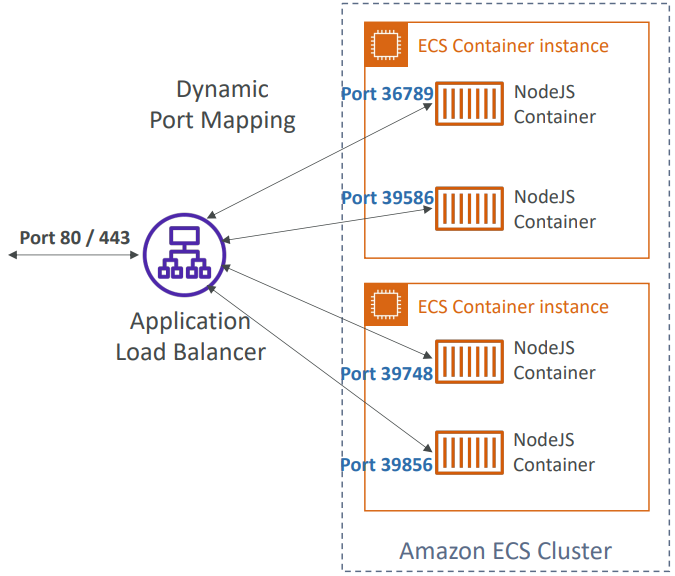 ECS Container instance
Dynamic
Port Mapping
Port 36789
NodeJS
Container
Port 39586
NodeJS
Container
Port 80 / 443
Application
Load Balancer
ECS Container instance
NodeJS
Container
Port 39748
NodeJS
Container
Port 39856
Amazon ECS Cluster